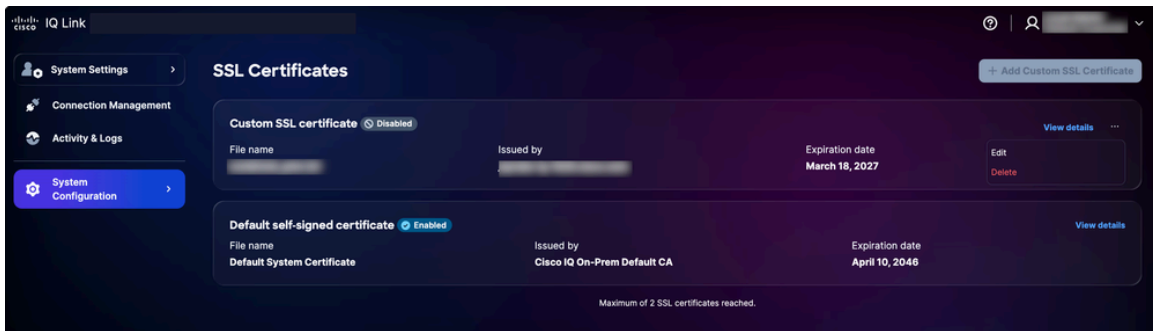 CISCO IQ Link
System Settings
SSL Certificates
+ Add Custom SSL Certificate
Connection Management
Activity & Logs
System
Configuration
Custom SSL certificate Disabled
View details ...
File name Issued by Expiration date
March 18, 2027
Edit
Delete
Default self-signed certificate Enabled
View details
File name Issued by Expiration date
Default System Certificate Cisco IQ On-Prem Default CA April 10, 2046
Maximum of 2 SSL certificates reached.